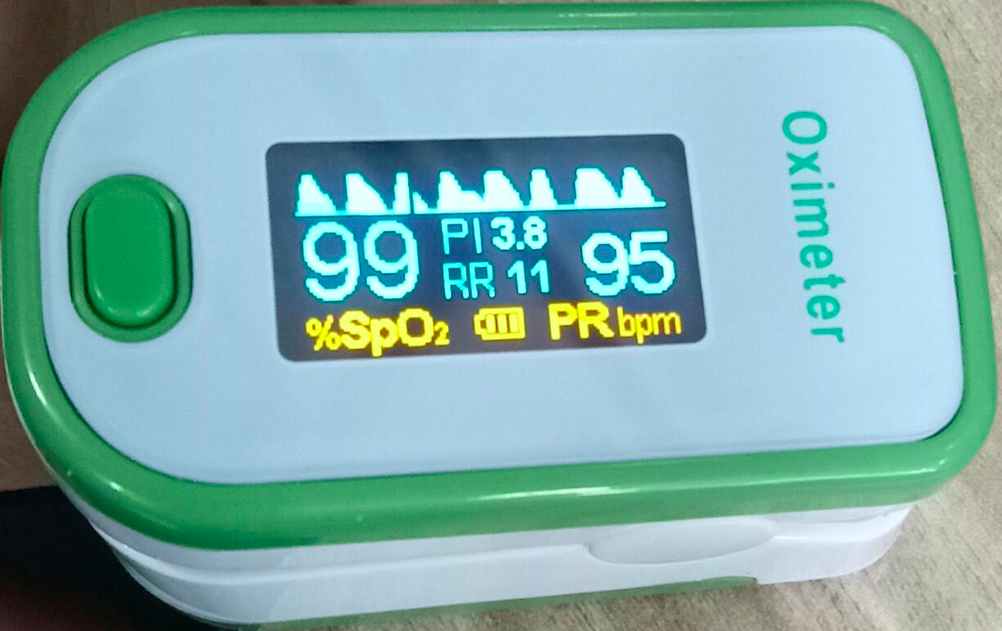 99 PI 3.8 95
RR 11
%SpO₂ PR bpm
Oximeter